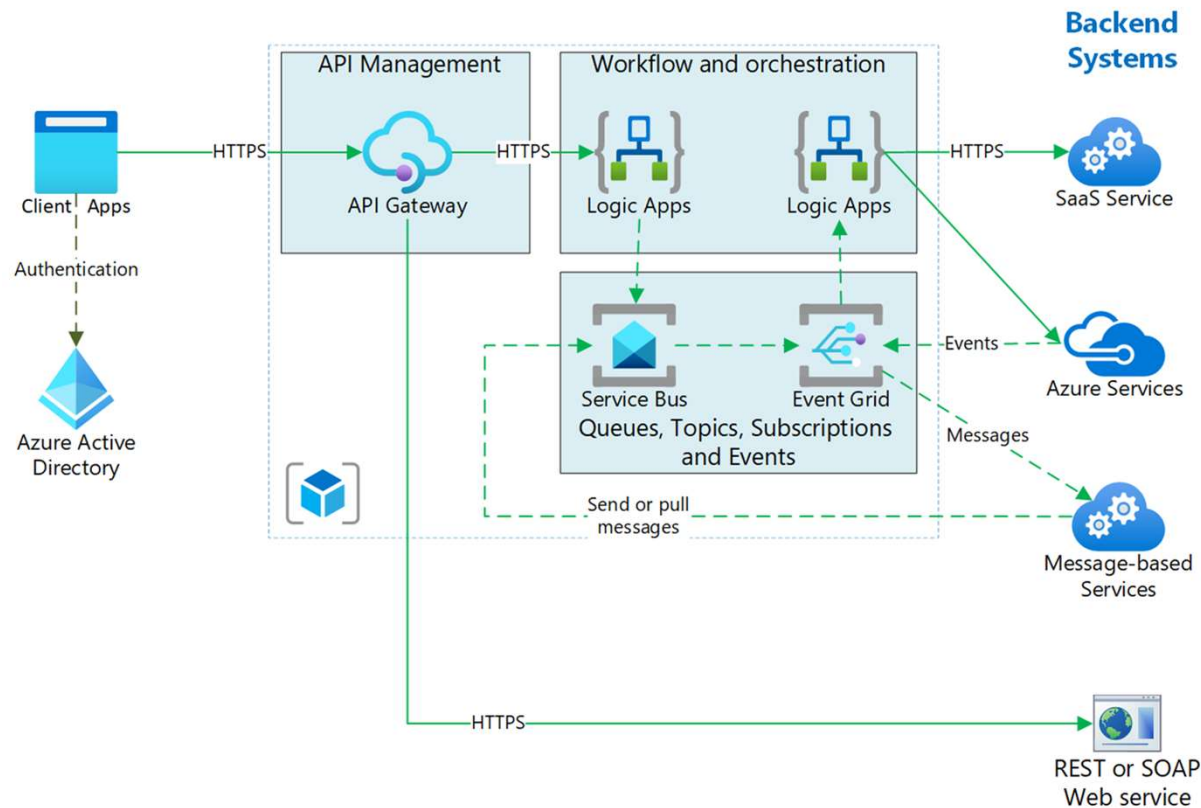 Backend
Systems
API Management
Workflow and orchestration
HTTPS
HTTPS
HTTPS
Client Apps
API Gateway
Logic Apps
Logic Apps
SaaS Service
Authentication
Events
Service Bus
Event Grid
Azure Services
Queues, Topics, Subscriptions
and Events
Messages
Azure Active
Directory
Send or pull
messages
Message-based
Services
HTTPS
REST or SOAP
Web service